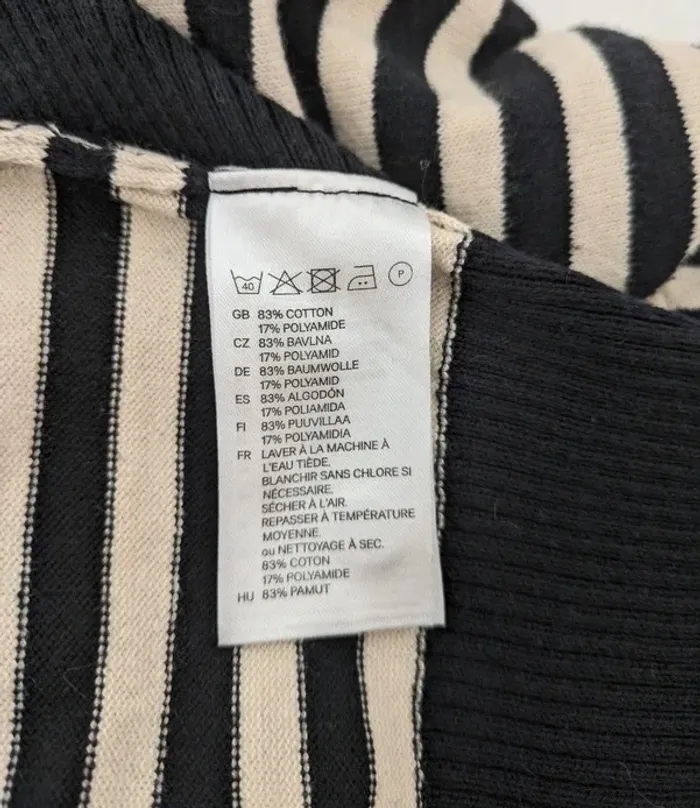 40 P
GB 83% COTTON
17% POLYAMIDE
CZ 83% BAVLNA
17% POLYAMID
DE 83% BAUMWOLLE
17% POLYAMID
ES 83% ALGODÓN
17% POLIAMIDA
FI 83% PUUVILLAA
17% POLYAMIDIA
FR LAVER À LA MACHINE À
L'EAU TIÈDE.
BLANCHIR SANS CHLORE SI
NÉCESSAIRE.
SÉCHER À L'AIR.
REPASSER À TEMPÉRATURE
MOYENNE.
ou NETTOYAGE À SEC.
83% COTON
17% POLYAMIDE
HU 83% PAMUT